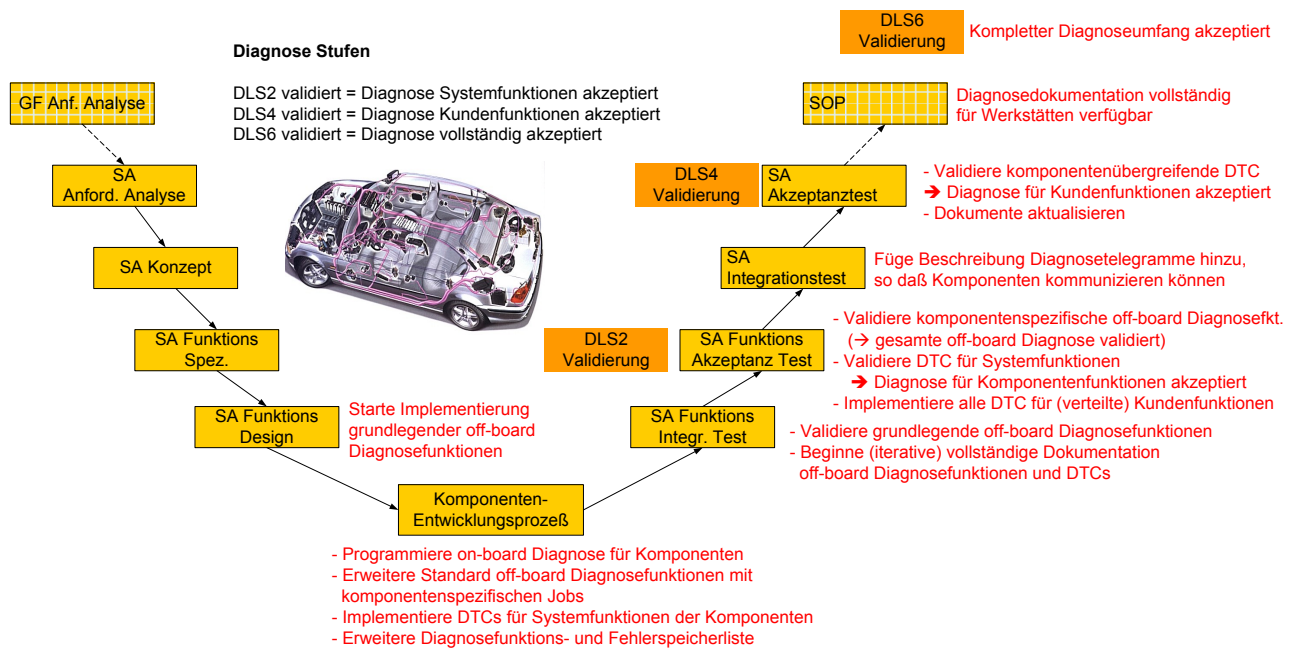 DLS6
Validierung
Kompletter Diagnoseumfang akzeptiert
Diagnose Stufen
DLS2 validiert = Diagnose Systemfunktionen akzeptiert
DLS4 validiert = Diagnose Kundenfunktionen akzeptiert
DLS6 validiert = Diagnose vollständig akzeptiert
GF Anf. Analyse
SOP
Diagnosedokumentation vollständig
für Werkstätten verfügbar
SA
Anford. Analyse
DLS4
Validierung
SA
Akzeptanztest
- Validiere komponentenübergreifende DTC
➔ Diagnose für Kundenfunktionen akzeptiert
- Dokumente aktualisieren
SA Konzept
SA
Integrationstest
Füge Beschreibung Diagnosetelegramme hinzu,
so daß Komponenten kommunizieren können
SA Funktions
Spez.
DLS2
Validierung
SA Funktions
Akzeptanz Test
- Validiere komponentenspezifische off-board Diagnosefkt.
(→ gesamte off-board Diagnose validiert)
- Validiere DTC für Systemfunktionen
➔ Diagnose für Komponentenfunktionen akzeptiert
- Implementiere alle DTC für (verteilte) Kundenfunktionen
SA Funktions
Design
Starte Implementierung
grundlegender off-board
Diagnosefunktionen
SA Funktions
Integr. Test
- Validiere grundlegende off-board Diagnosefunktionen
- Beginne (iterative) vollständige Dokumentation
off-board Diagnosefunktionen und DTCs
Komponenten-
Entwicklungsprozeß
- Programmiere on-board Diagnose für Komponenten
- Erweitere Standard off-board Diagnosefunktionen mit
komponentenspezifischen Jobs
- Implementiere DTCs für Systemfunktionen der Komponenten
- Erweitere Diagnosefunktions- und Fehlerspeicherliste